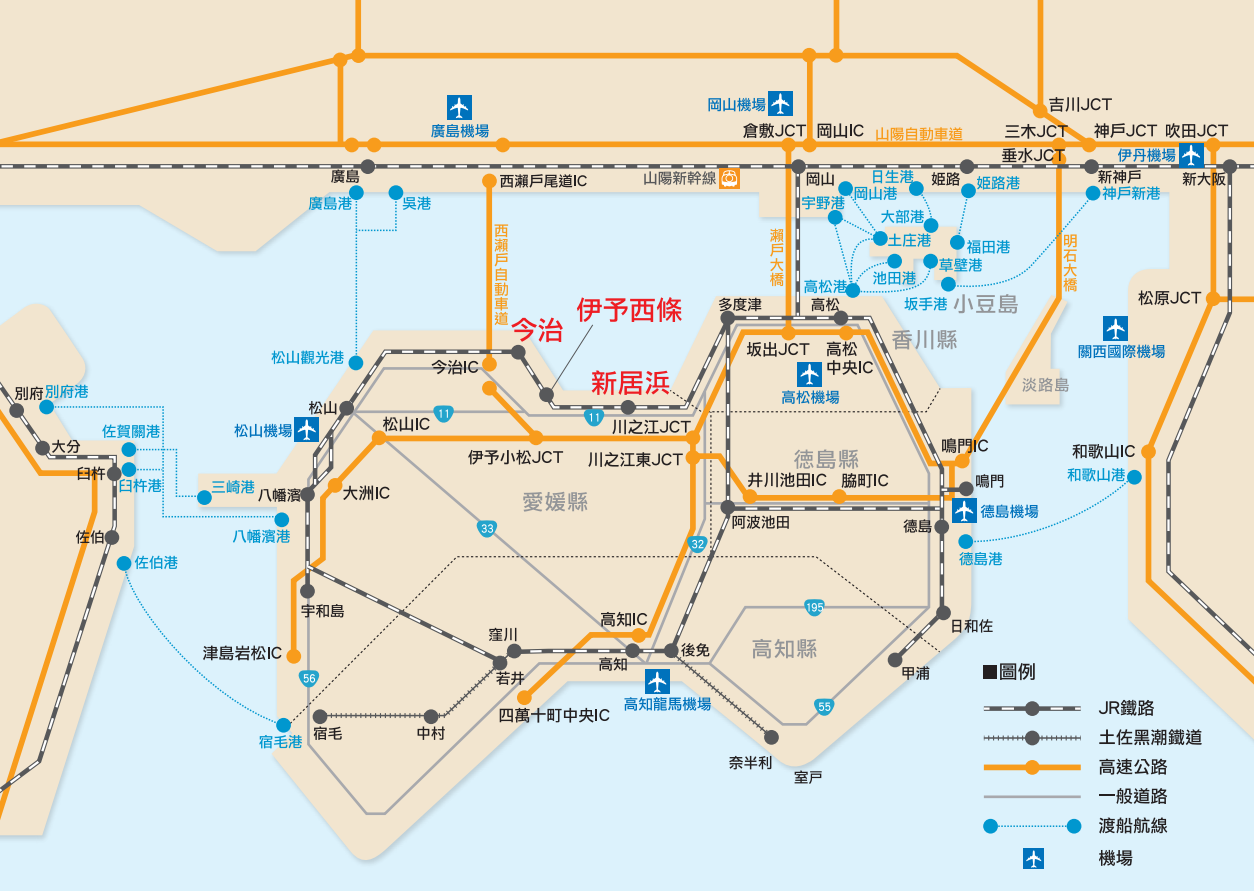 吉川JCT
岡山機場
廣島機場
倉敷JCT
岡山IC
山陽自動車道
三木JCT
神戶JCT
吹田JCT
垂水JCT
伊丹機場
廣島
西瀨戶尾道IC
山陽新幹線
岡山
日生港
姬路
姬路港
新神戶
新大阪
廣島港
吳港
宇野港
岡山港
神戶新港
大部港
西瀨戶自動車道
瀨戶大橋
土庄港
福田港
明石大橋
池田港
草壁港
高松港
坂手港
小豆島
松原JCT
伊予西條
多度津
高松
今治
香川縣
坂出JCT
高松
中央IC
關西國際機場
松山觀光港
今治IC
新居浜
高松機場
淡路島
別府
別府港
松山
11
11
川之江JCT
松山機場
松山IC
佐賀關港
大分
伊予小松JCT
川之江東JCT
德島縣
鳴門IC
和歌山IC
臼杵
臼杵港
三崎港
八幡濱
大洲IC
井川池田IC
脇町IC
鳴門
和歌山港
愛媛縣
阿波池田
德島機場
佐伯
八幡濱港
33
32
德島
佐伯港
德島港
宇和島
高知IC
195
日和佐
津島岩松IC
窪川
高知
後免
高知縣
56
若井
甲浦
圖例
四萬十町中央IC
高知龍馬機場
55
JR鐵路
宿毛港
宿毛
中村
土佐黑潮鐵道
奈半利
室戸
高速公路
一般道路
渡船航線
機場